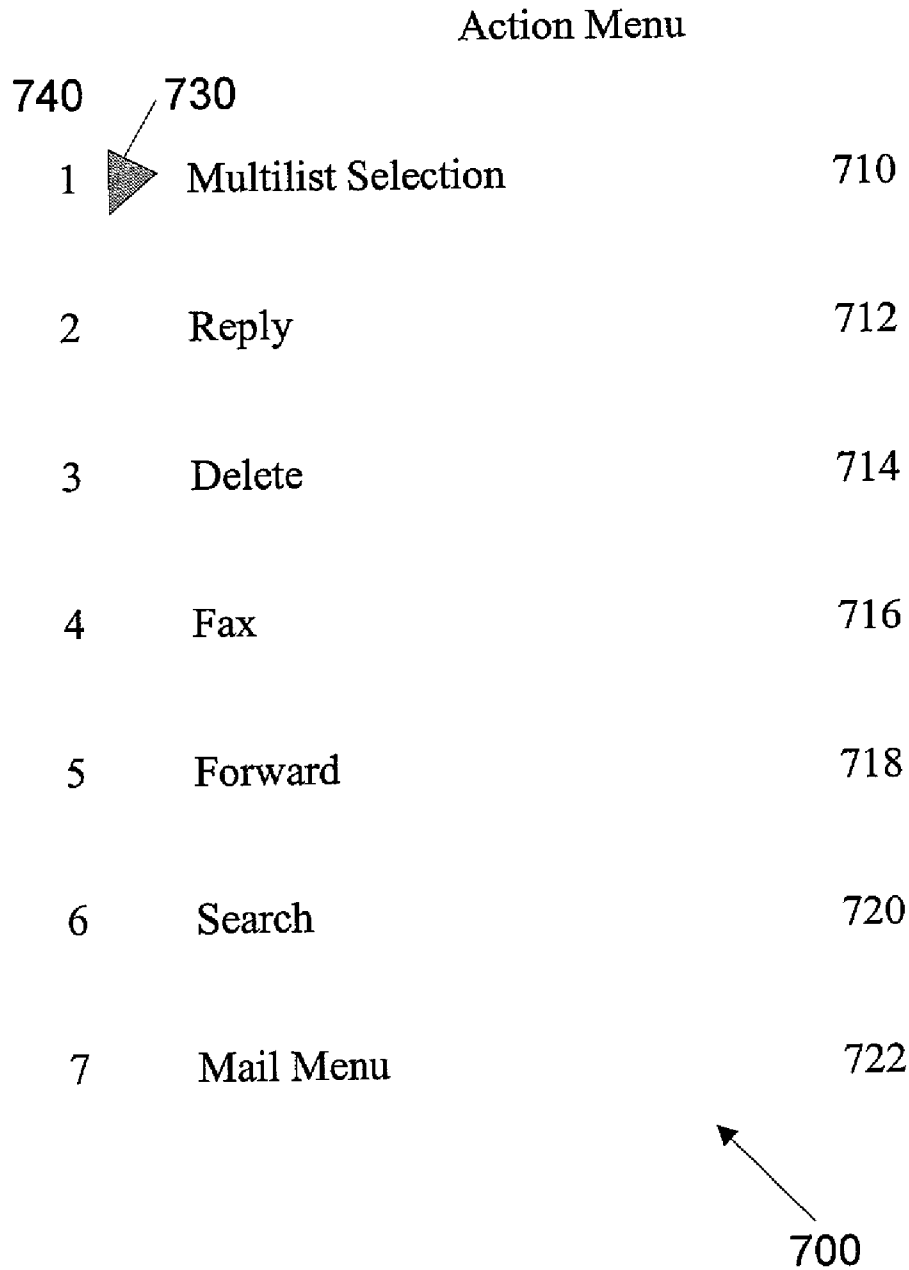 Action Menu
740 730
1 Multilist Selection 710
2 Reply 712
3 Delete 714
4 Fax 716
5 Forward 718
6 Search 720
7 Mail Menu 722
700